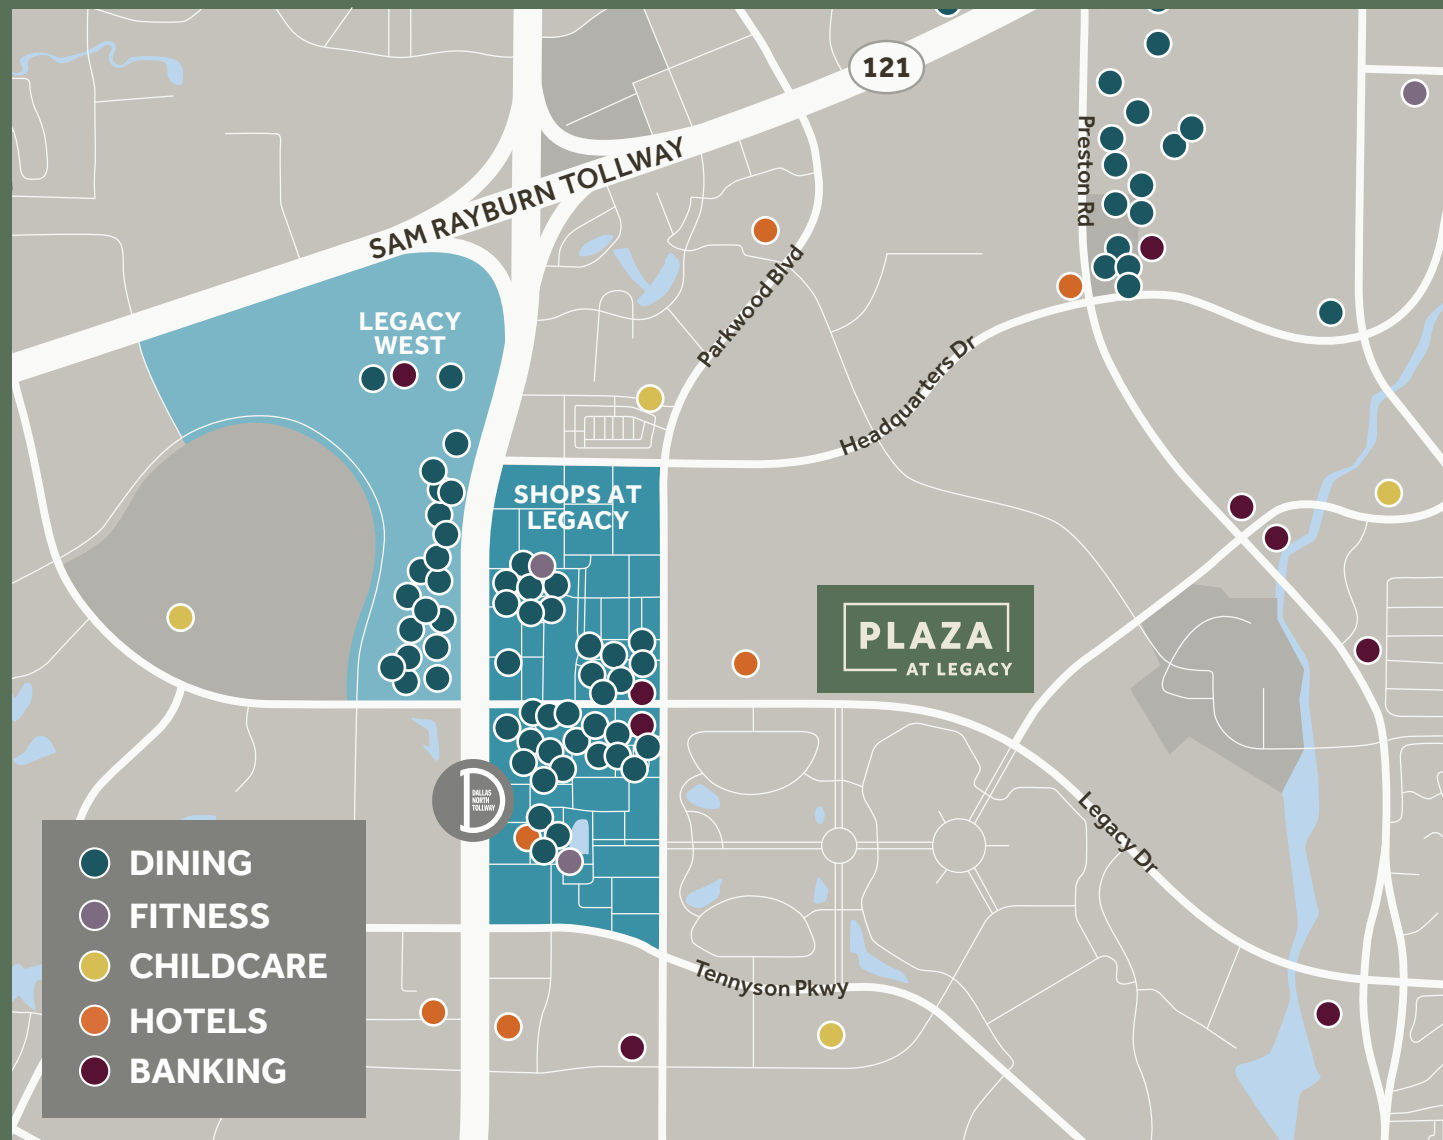 121
Preston Rd
SAM RAYBURN TOLLWAY
Parkwood Blvd
LEGACY
WEST
Headquarters Dr
SHOPS AT
LEGACY
PLAZA
AT LEGACY
DALLAS
NORTH
TOLLWAY
Legacy Dr
DINING
FITNESS
CHILDCARE
HOTELS
BANKING
Tennyson Pkwy